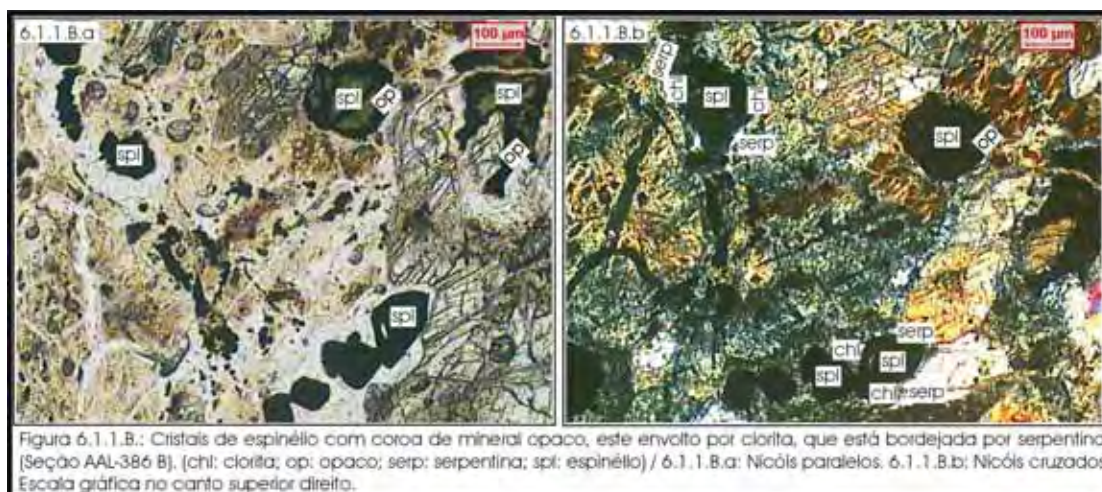 6.1.1.B.a
100 µm
spl
op
spl
spl
op
spl
6.1.1.B.b
100 µm
serp
chl
spl
chl
serp
spl
op
serp
chl
spl
spl
chl
serp
Figura 6.1.1.B.: Cristais de espinélio com coroa de mineral opaco, este envolto por clorita, que está bordejada por serpentina
(Seção AAL-386 B). (chl: clorita; op: opaco; serp: serpentina; spl: espinélio) / 6.1.1.B.a: Nicóis paralelos. 6.1.1.B.b: Nicóis cruzados
Escala gráfica no canto superior direito.